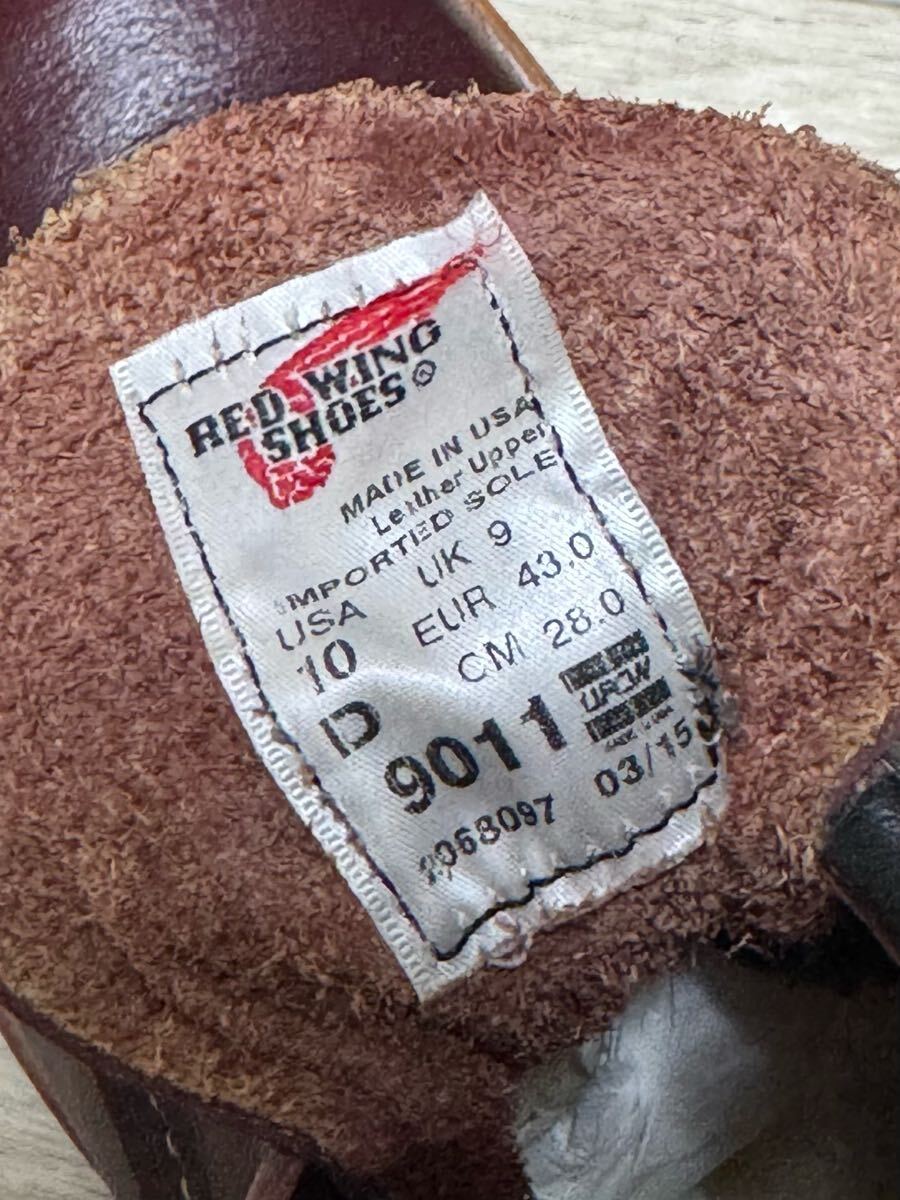 RED WING
SHOES®
MADE IN USA
Leather Upper
IMPORTED SOLE
USA UK 9
10 EUR 43.0
D CM 28.0
9011
03/15